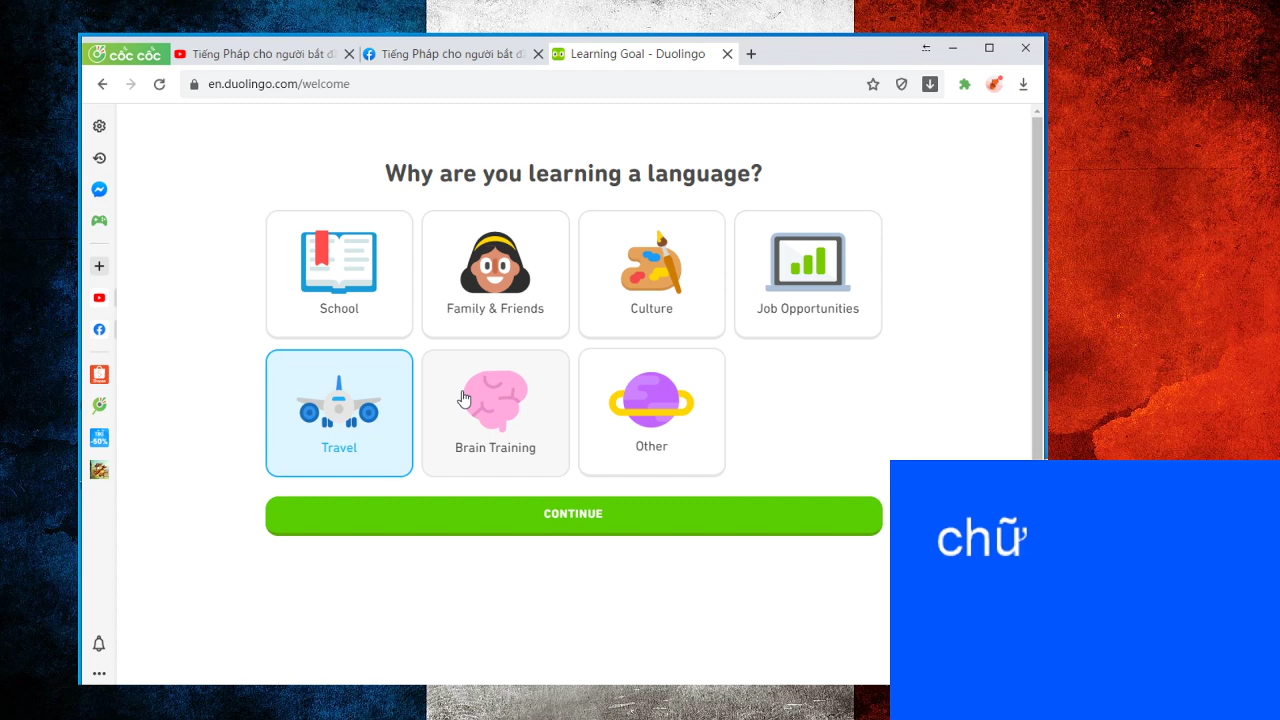 cốc cốc
Tiếng Pháp cho người bắt đ
Tiếng Pháp cho người bắt đ
Learning Goal - Duolingo
en.duolingo.com/welcome
Why are you learning a language?
School
Family & Friends
Culture
Job Opportunities
Travel
Brain Training
Other
CONTINUE
-50%
chữ